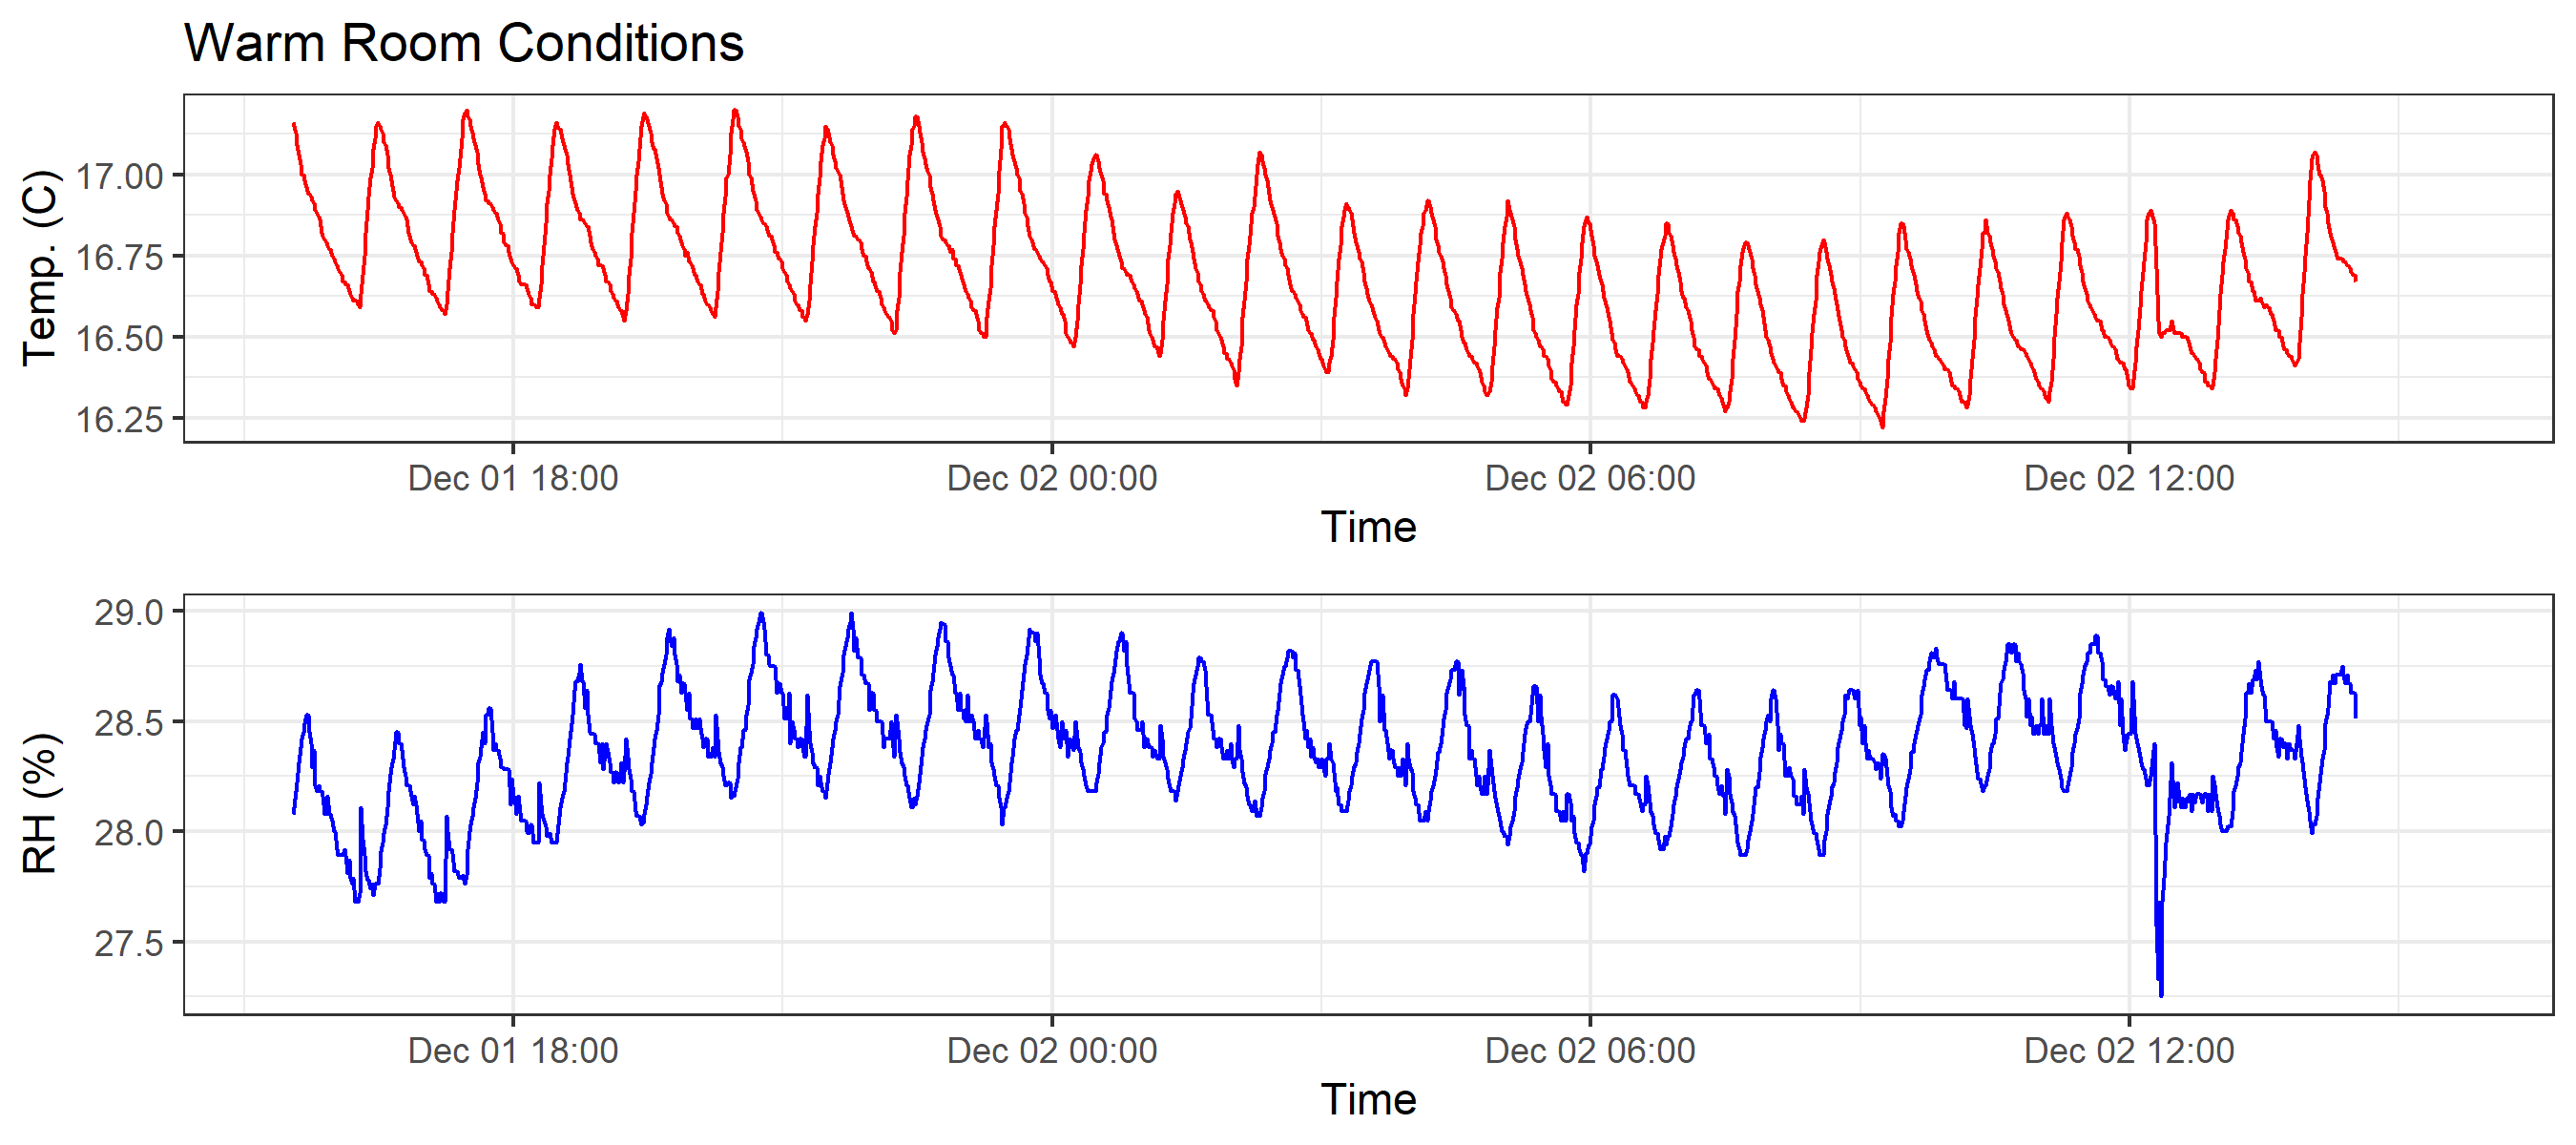 Warm Room Conditions
Temp. (C)
17.00
16.75
16.50
16.25
Dec 01 18:00 Dec 02 00:00 Dec 02 06:00 Dec 02 12:00
Time
RH (%)
29.0
28.5
28.0
27.5
Dec 01 18:00 Dec 02 00:00 Dec 02 06:00 Dec 02 12:00
Time